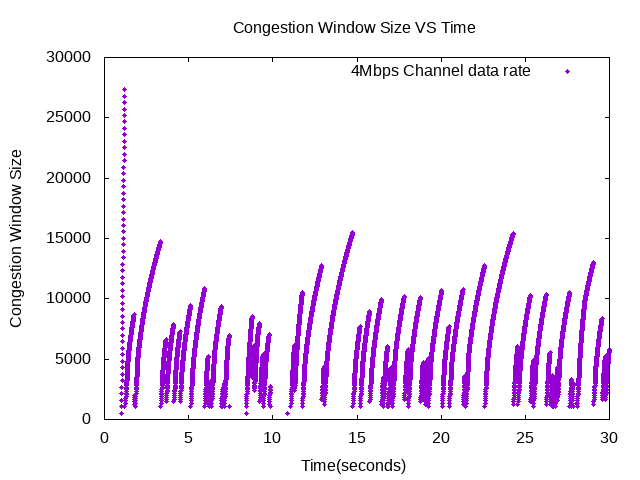 Congestion Window Size VS Time
4Mbps Channel data rate
30000
25000
20000
15000
10000
5000
0
Congestion Window Size
0 5 10 15 20 25 30
Time(seconds)